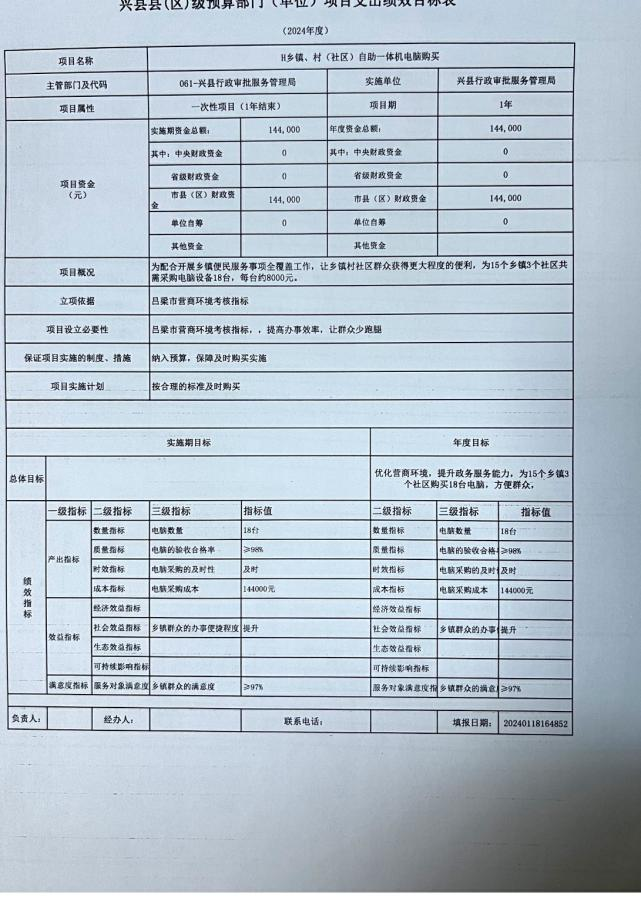 兴县县(区)级预算部门（单位）项目支出绩效目标表
（2024年度）
项目名称 H乡镇、村（社区）自助一体机电脑购买
主管部门及代码 061-兴县行政审批服务管理局 实施单位 兴县行政审批服务管理局
项目属性 一次性项目（1年结束） 项目期 1年
项目资金（元） 实施期资金总额： 144,000 年度资金总额： 144,000
其中：中央财政资金 0 其中：中央财政资金 0
省级财政资金 0 省级财政资金 0
市县（区）财政资金 144,000 市县（区）财政资金 144,000
单位自筹 0 单位自筹 0
其他资金 其他资金
项目概况 为配合开展乡镇便民服务事项全覆盖工作，让乡镇村社区群众获得更大程度的便利，为15个乡镇3个社区共
需采购电脑设备18台，每台约8000元。
立项依据 吕梁市营商环境考核指标
项目设立必要性 吕梁市营商环境考核指标，，提高办事效率，让群众少跑腿
保证项目实施的制度、措施 纳入预算，保障及时购买实施
项目实施计划 按合理的标准及时购买
实施期目标 年度目标
总体目标 优化营商环境，提升政务服务能力，为15个乡镇3
个社区购买18台电脑，方便群众，
绩效指标 一级指标 二级指标 三级指标 指标值 二级指标 三级指标 指标值
产出指标 数量指标 电脑数量 18台 数量指标 电脑数量 18台
质量指标 电脑的验收合格率 ≥98% 质量指标 电脑的验收合格 ≥98%
时效指标 电脑采购的及时性 及时 时效指标 电脑采购的及时 及时
成本指标 电脑采购成本 144000元 成本指标 电脑采购成本 144000元
效益指标 经济效益指标 经济效益指标
社会效益指标 乡镇群众的办事便捷程度 提升 社会效益指标 乡镇群众的办事 提升
生态效益指标 生态效益指标
可持续影响指标 可持续影响指标
满意度指标 服务对象满意度 乡镇群众的满意度 ≥97% 服务对象满意度指 乡镇群众的满意 ≥97%
负责人： 经办人： 联系电话： 填报日期： 20240118164852